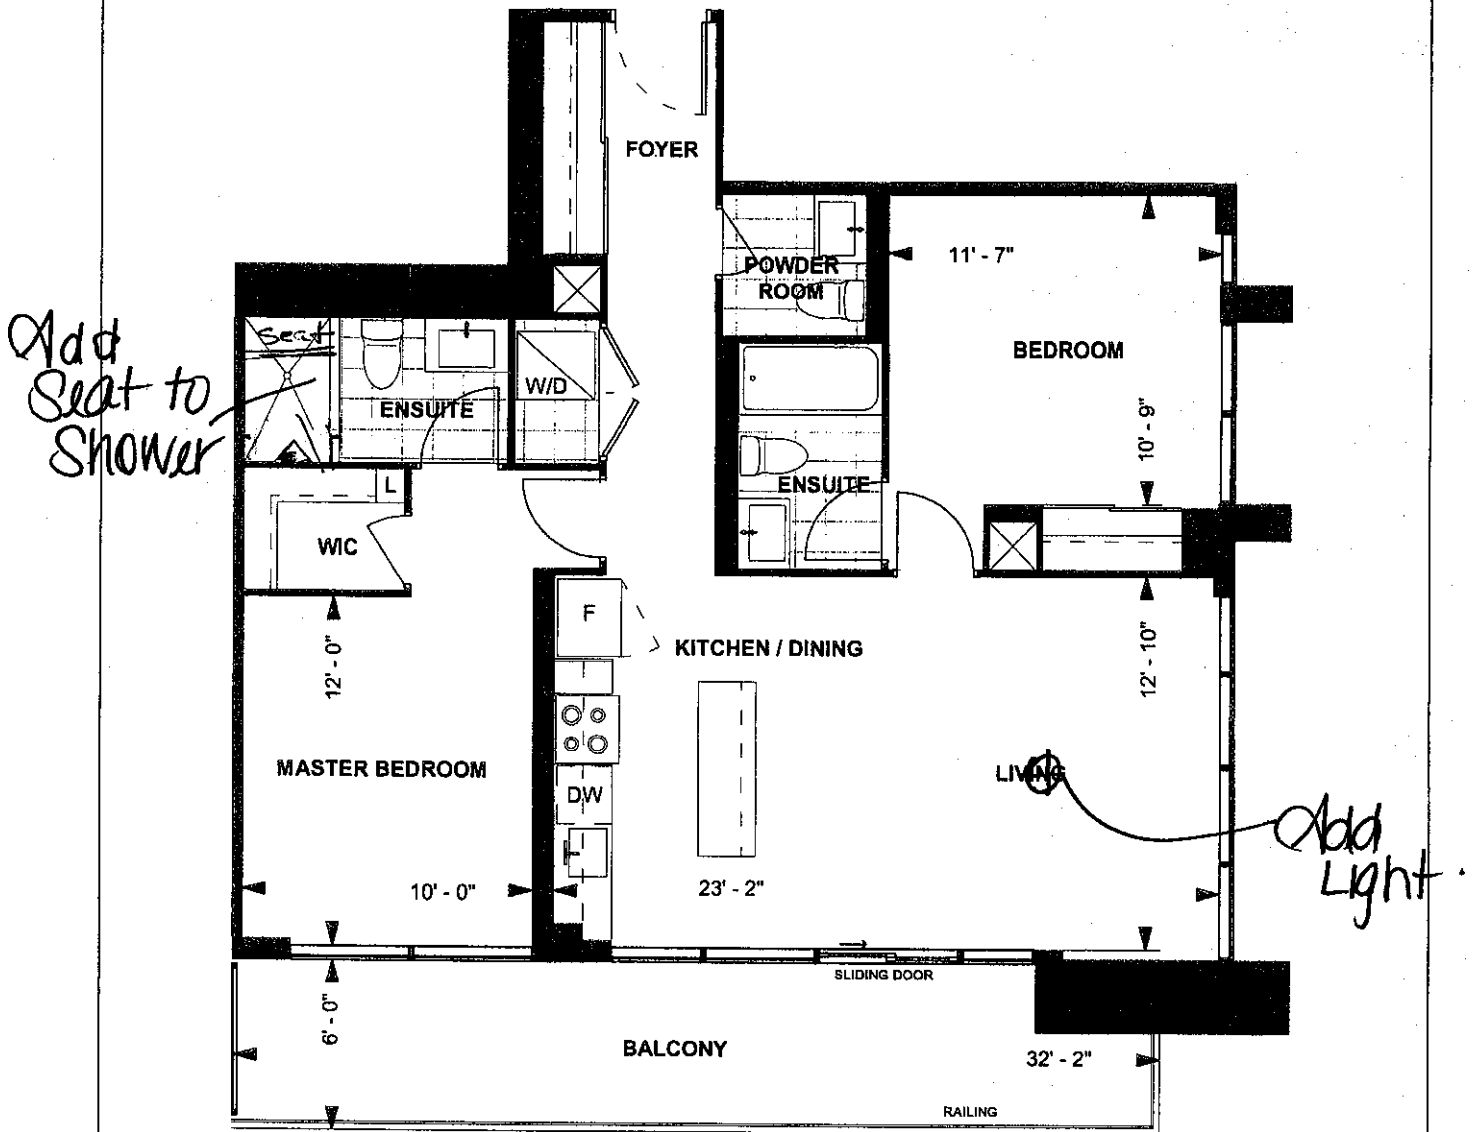 FOYER
POWDER
ROOM
11' - 7"
BEDROOM
10' - 9"
Add
Seat to
Shower
Seat
ENSUITE
W/D
ENSUITE
L
WIC
F
KITCHEN / DINING
12' - 0"
12' - 10"
MASTER BEDROOM
DW
LIVING
Add
Light
10' - 0"
23' - 2"
SLIDING DOOR
6' - 0"
BALCONY
32' - 2"
RAILING